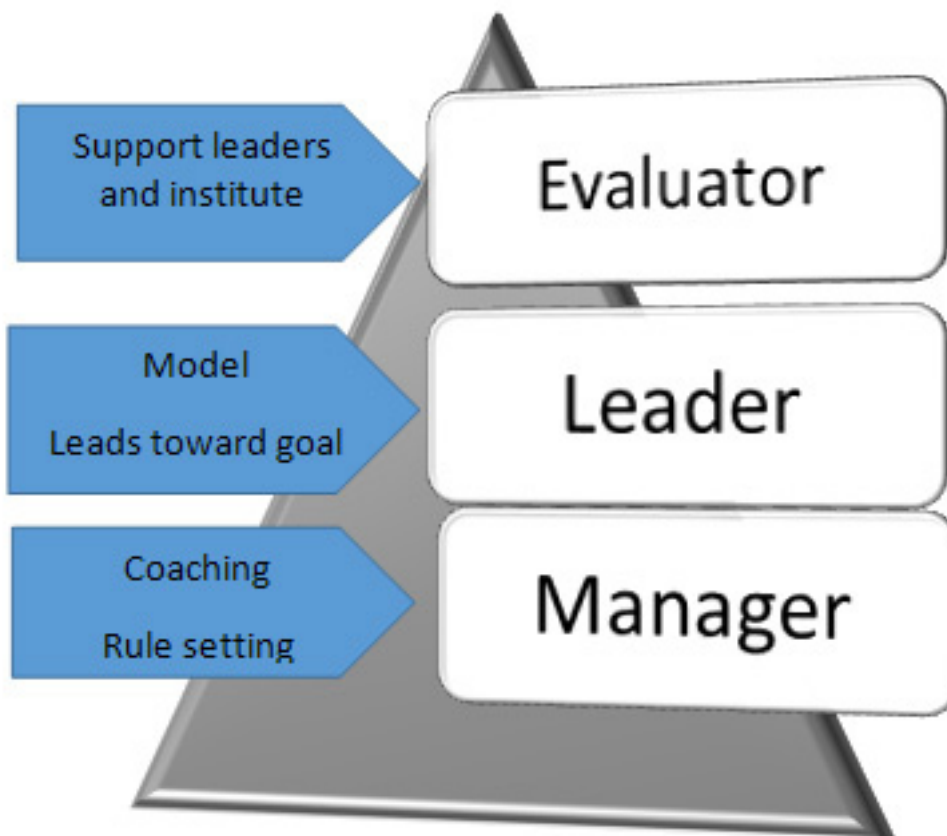 Support leaders
and institute
Evaluator
Model
Leads toward goal
Leader
Coaching
Rule setting
Manager